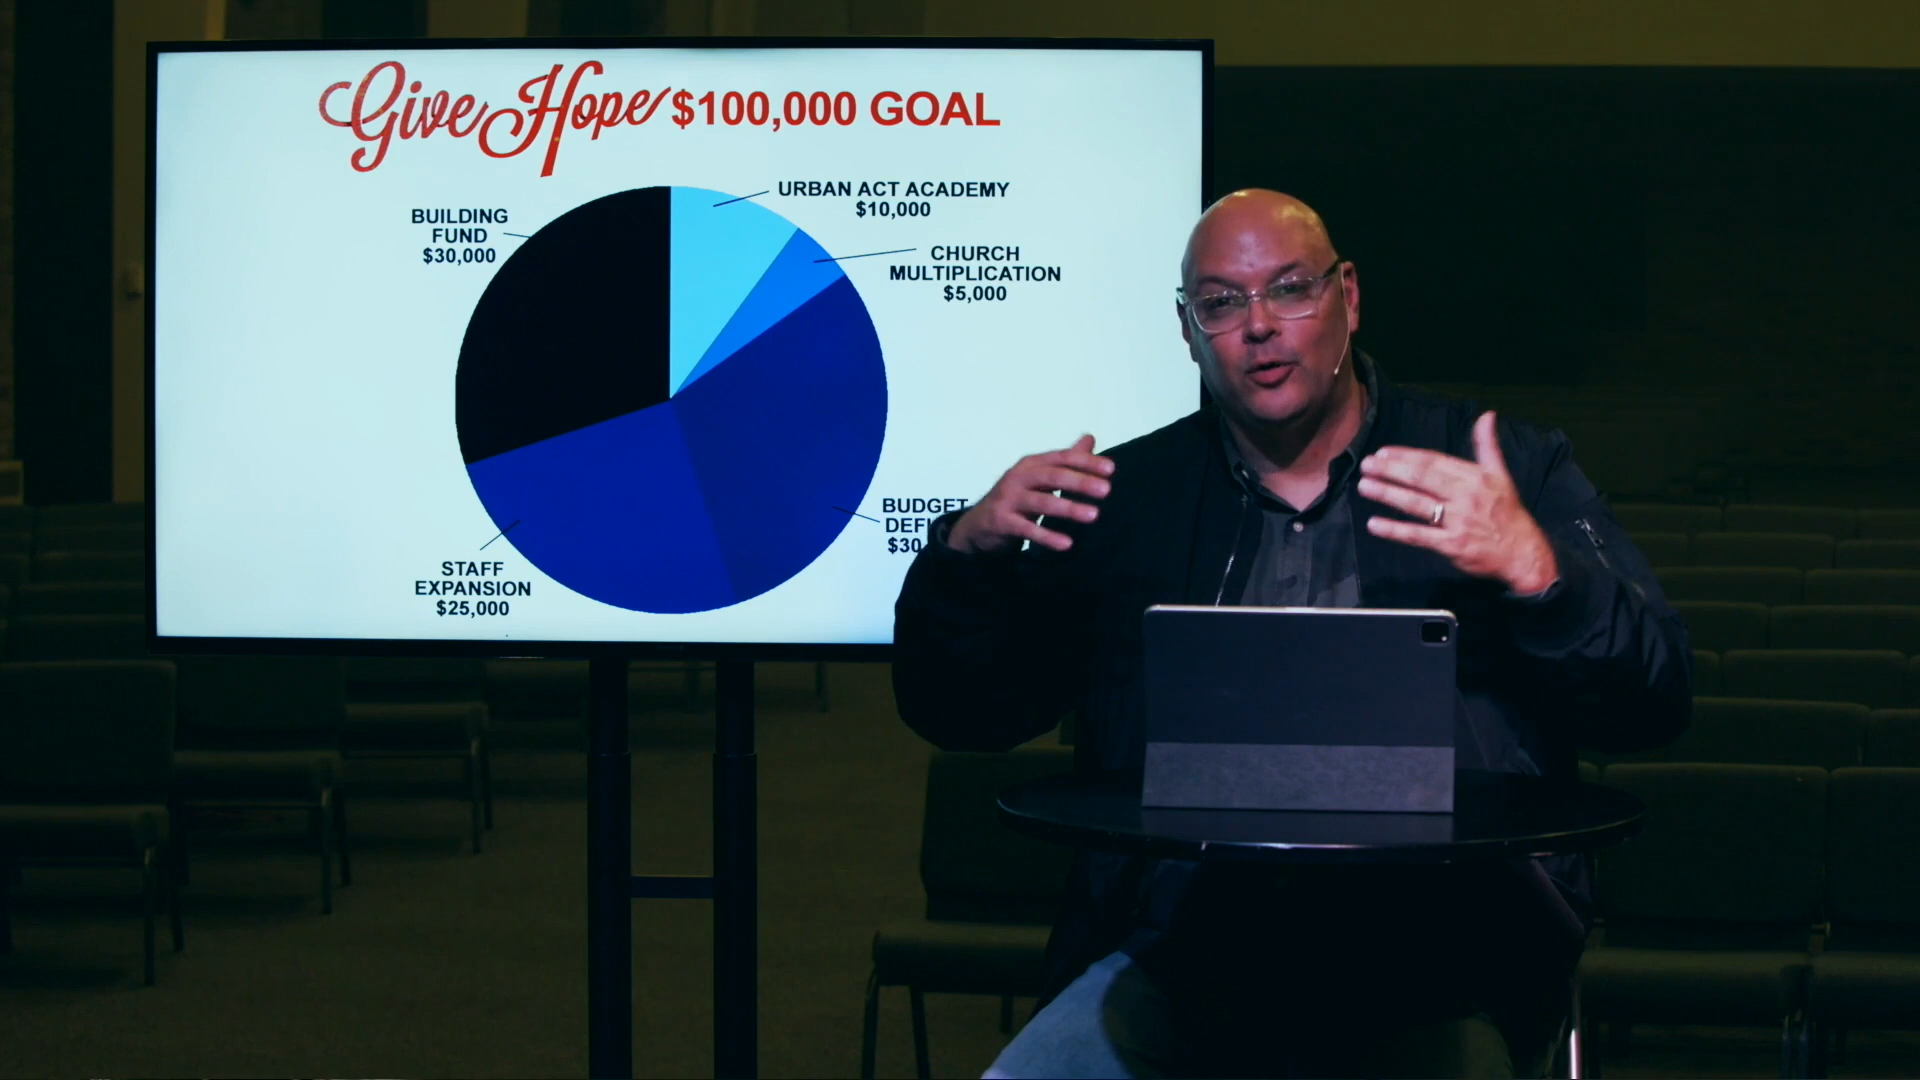 Give Hope $100,000 GOAL
URBAN ACT ACADEMY
$10,000
BUILDING
FUND
$30,000
CHURCH
MULTIPLICATION
$5,000
BUDGET
STAFF
EXPANSION
$25,000